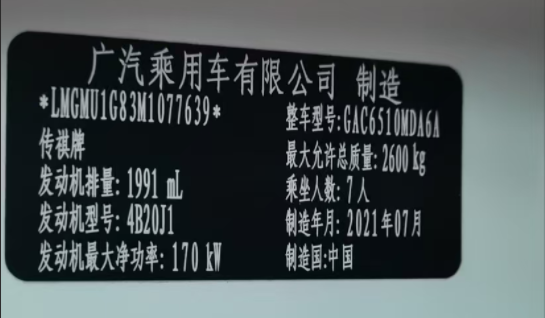 广汽乘用车有限公司 制造
*LMGMU1G83M1077639*
整车型号: GAC6510MDA6A
传祺牌
最大允许总质量: 2600 kg
发动机排量: 1991 mL
乘坐人数: 7人
发动机型号: 4B20J1
制造年月: 2021年07月
发动机最大净功率: 170 kW
制造国:中国